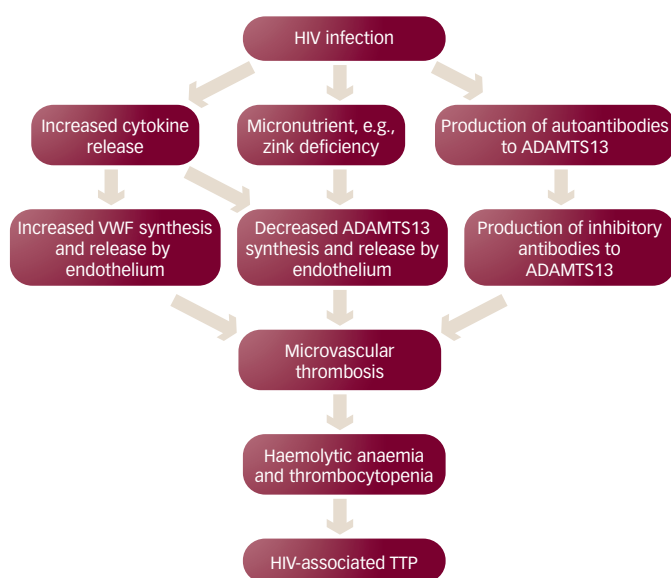 HIV infection
Increased cytokine
release
Micronutrient, e.g.,
zink deficiency
Production of autoantibodies
to ADAMTS13
Increased VWF synthesis
and release by
endothelium
Decreased ADAMTS13
synthesis and release by
endothelium
Production of inhibitory
antibodies to
ADAMTS13
Microvascular
thrombosis
Haemolytic anaemia
and thrombocytopenia
HIV-associated TTP